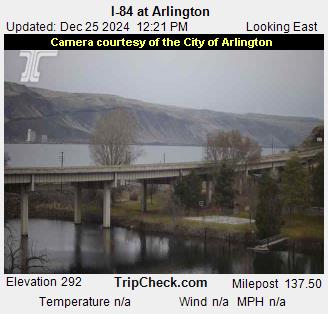 I-84 at Arlington
Updated: Dec 25 2024 12:21 PM Looking East
Camera courtesy of the City of Arlington
Elevation 292 TripCheck.com Milepost 137.50
Temperature n/a Wind n/a MPH n/a